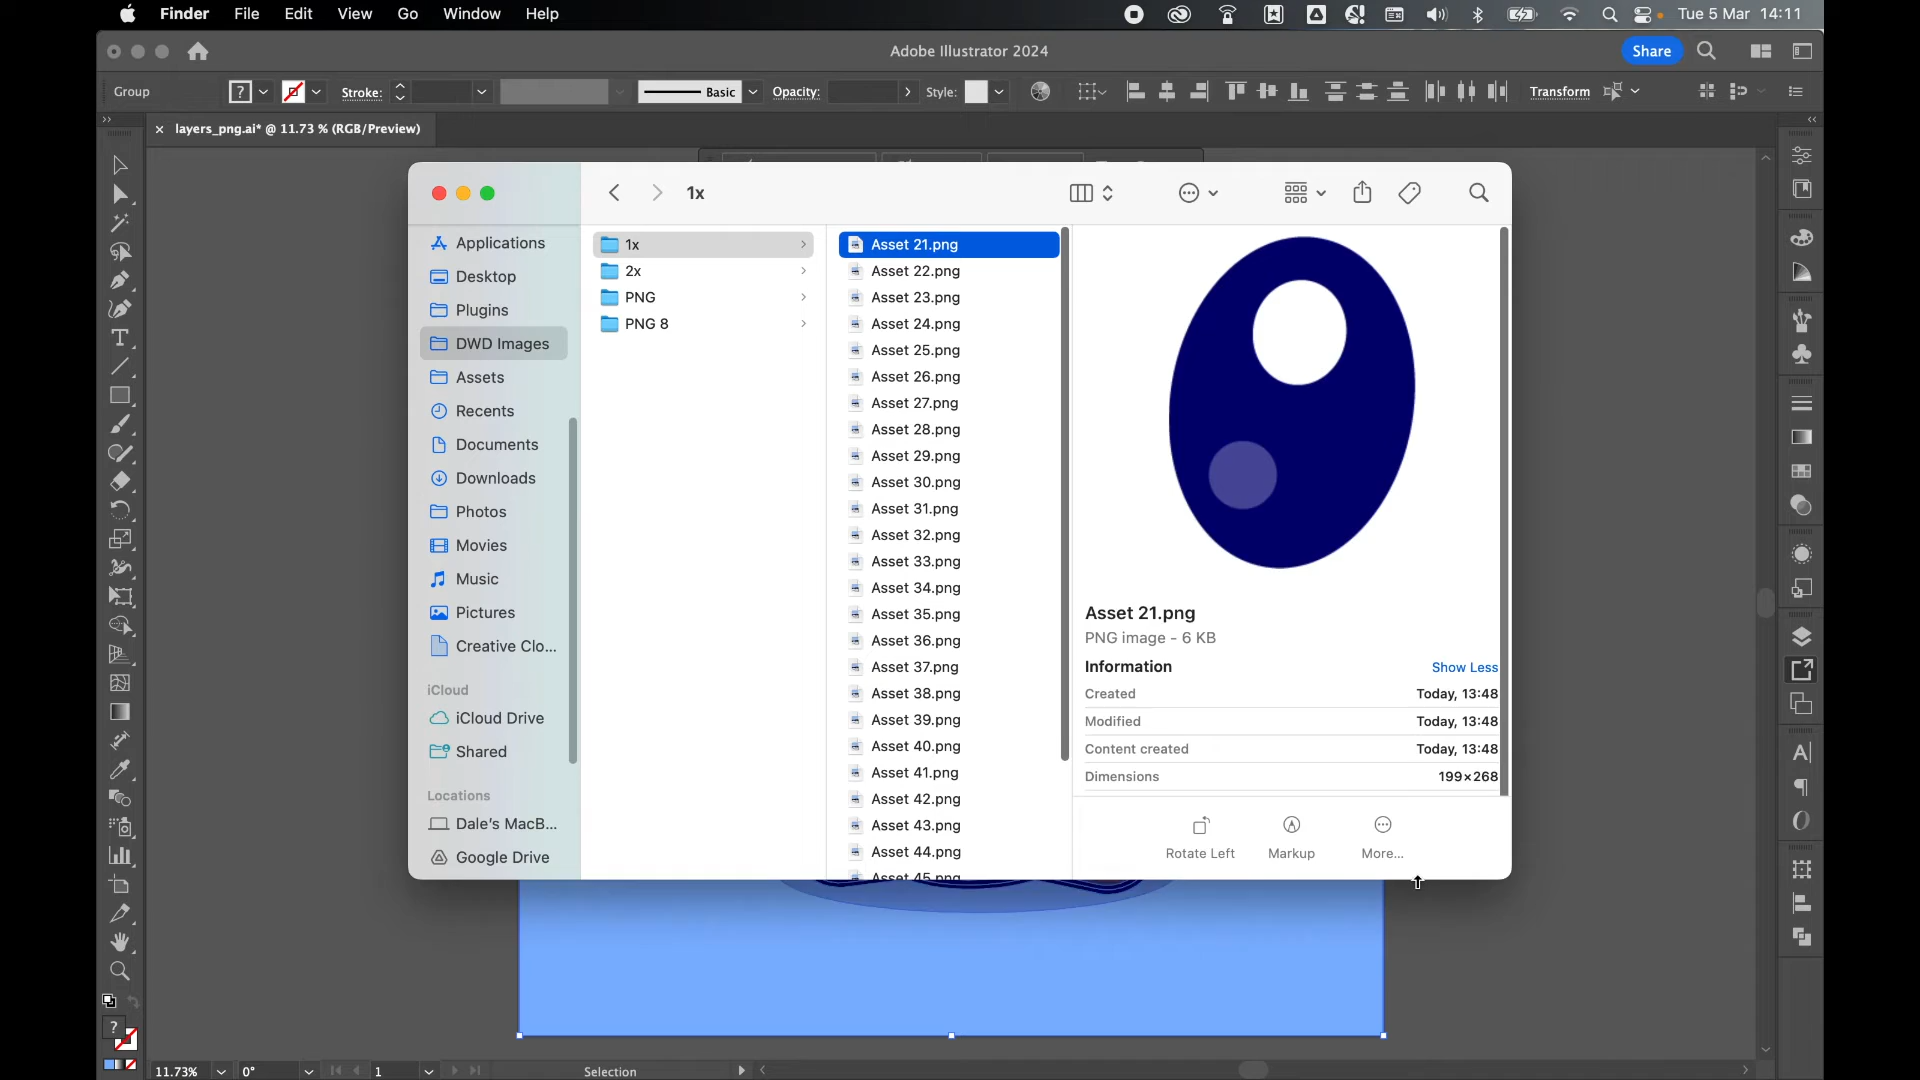 Finder File Edit View Go Window Help Tue 5 Mar 14:11
Adobe Illustrator 2024 Share
Group ? Stroke: Basic Opacity: Style: Transform
× layers_png.ai* @ 11.73 % (RGB/Preview)
1x
Applications
Desktop
Plugins
DWD Images
Assets
Recents
Documents
Downloads
Photos
Movies
Music
Pictures
Creative Clo...
iCloud
iCloud Drive
Shared
Locations
Dale's MacB...
Google Drive
1x
2x
PNG
PNG 8
Asset 21.png
Asset 22.png
Asset 23.png
Asset 24.png
Asset 25.png
Asset 26.png
Asset 27.png
Asset 28.png
Asset 29.png
Asset 30.png
Asset 31.png
Asset 32.png
Asset 33.png
Asset 34.png
Asset 35.png
Asset 36.png
Asset 37.png
Asset 38.png
Asset 39.png
Asset 40.png
Asset 41.png
Asset 42.png
Asset 43.png
Asset 44.png
Asset 45.png
Asset 21.png
PNG image - 6 KB
Information Show Less
Created Today, 13:48
Modified Today, 13:48
Content created Today, 13:48
Dimensions 199×268
Rotate Left Markup More...
?
11.73% 0° 1 Selection